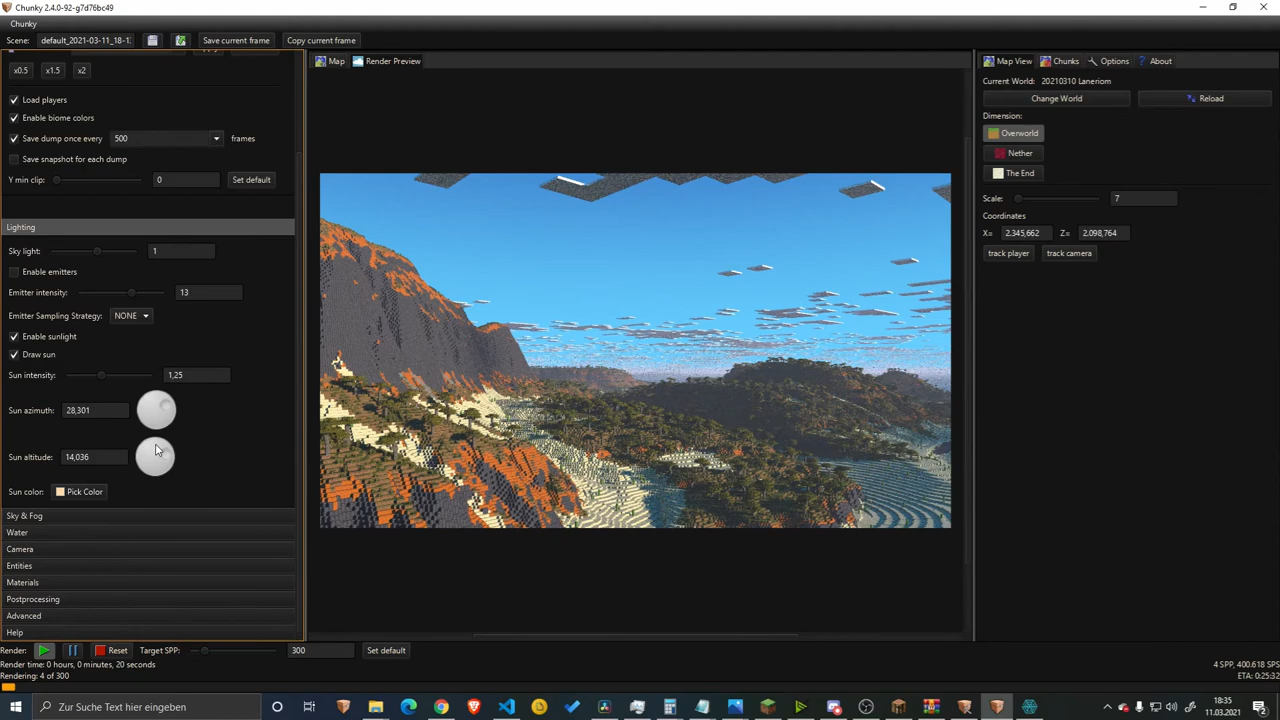 Chunky 2.4.0-92-g7d76bc49
Chunky
Scene: default_2021-03-11_18-1 Save current frame Copy current frame
x0.5 x1.5 x2
Load players
Enable biome colors
Save dump once every 500 frames
Save snapshot for each dump
Y min clip: 0 Set default
Lighting
Sky light: 1
Enable emitters
Emitter intensity: 13
Emitter Sampling Strategy: NONE
Enable sunlight
Draw sun
Sun intensity: 1,25
Sun azimuth: 28,301
Sun altitude: 14,036
Sun color: Pick Color
Sky & Fog
Water
Camera
Entities
Materials
Postprocessing
Advanced
Help
Map Render Preview
Map View Chunks Options About
Current World: 20210310 Laneriom
Change World Reload
Dimension:
Overworld
Nether
The End
Scale: 7
Coordinates
X= 2.345,662 Z= 2.098,764
track player track camera
Render: Reset Target SPP: 300 Set default
Render time: 0 hours, 0 minutes, 20 seconds
Rendering: 4 of 300
4 SPP, 400.618 SPS
ETA: 0:25:32
Zur Suche Text hier eingeben
18:35
11.03.2021
2